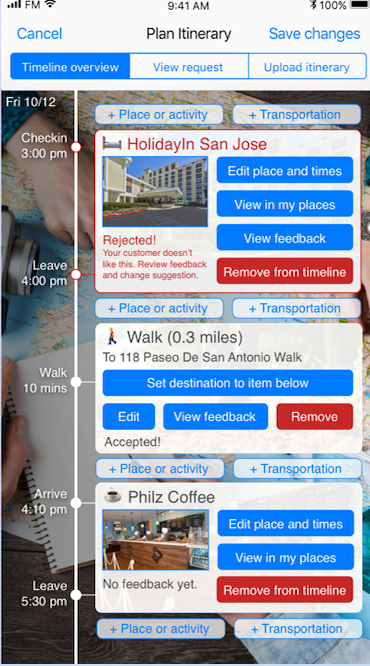 FM 9:41 AM 100%
Cancel Plan Itinerary Save changes
Timeline overview View request Upload itinerary
Fri 10/12
+ Place or activity + Transportation
Checkin
3:00 pm
HolidayIn San Jose
Edit place and times
View in my places
View feedback
Rejected!
Your customer doesn't
like this. Review feedback
and change suggestion.
Remove from timeline
Leave
4:00 pm
+ Place or activity + Transportation
Walk (0.3 miles)
To 118 Paseo De San Antonio Walk
Walk
10 mins
Set destination to item below
Edit View feedback Remove
Accepted!
+ Place or activity + Transportation
Arrive
4:10 pm
Philz Coffee
Edit place and times
View in my places
No feedback yet.
Remove from timeline
Leave
5:30 pm
+ Place or activity + Transportation